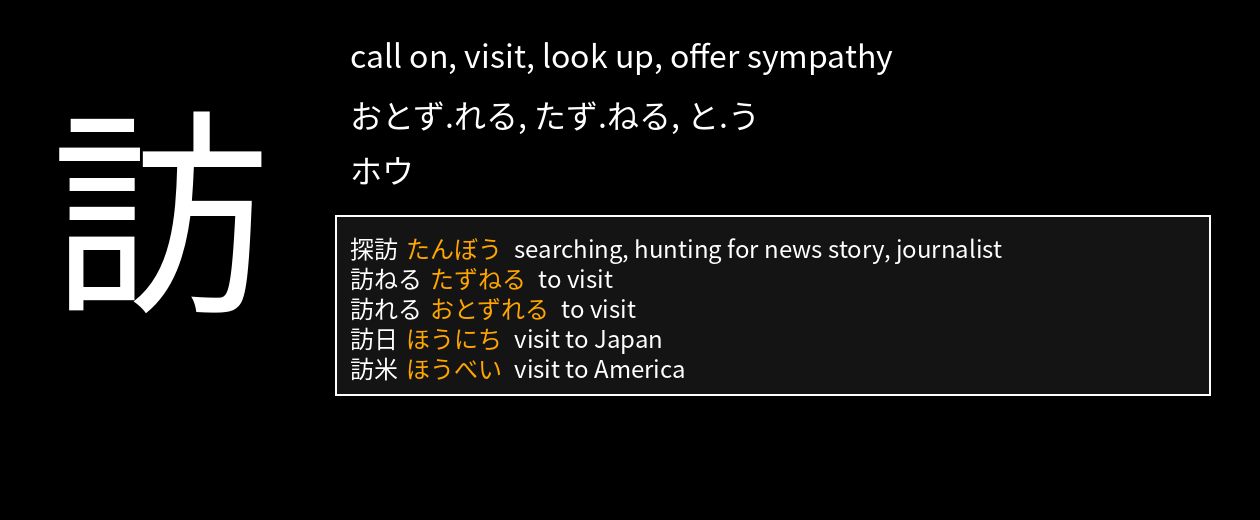 訪
call on, visit, look up, offer sympathy
おとず.れる, たず.ねる, と.う
ホウ
探訪 たんぼう searching, hunting for news story, journalist
訪ねる たずねる to visit
訪れる おとずれる to visit
訪日 ほうにち visit to Japan
訪米 ほうべい visit to America